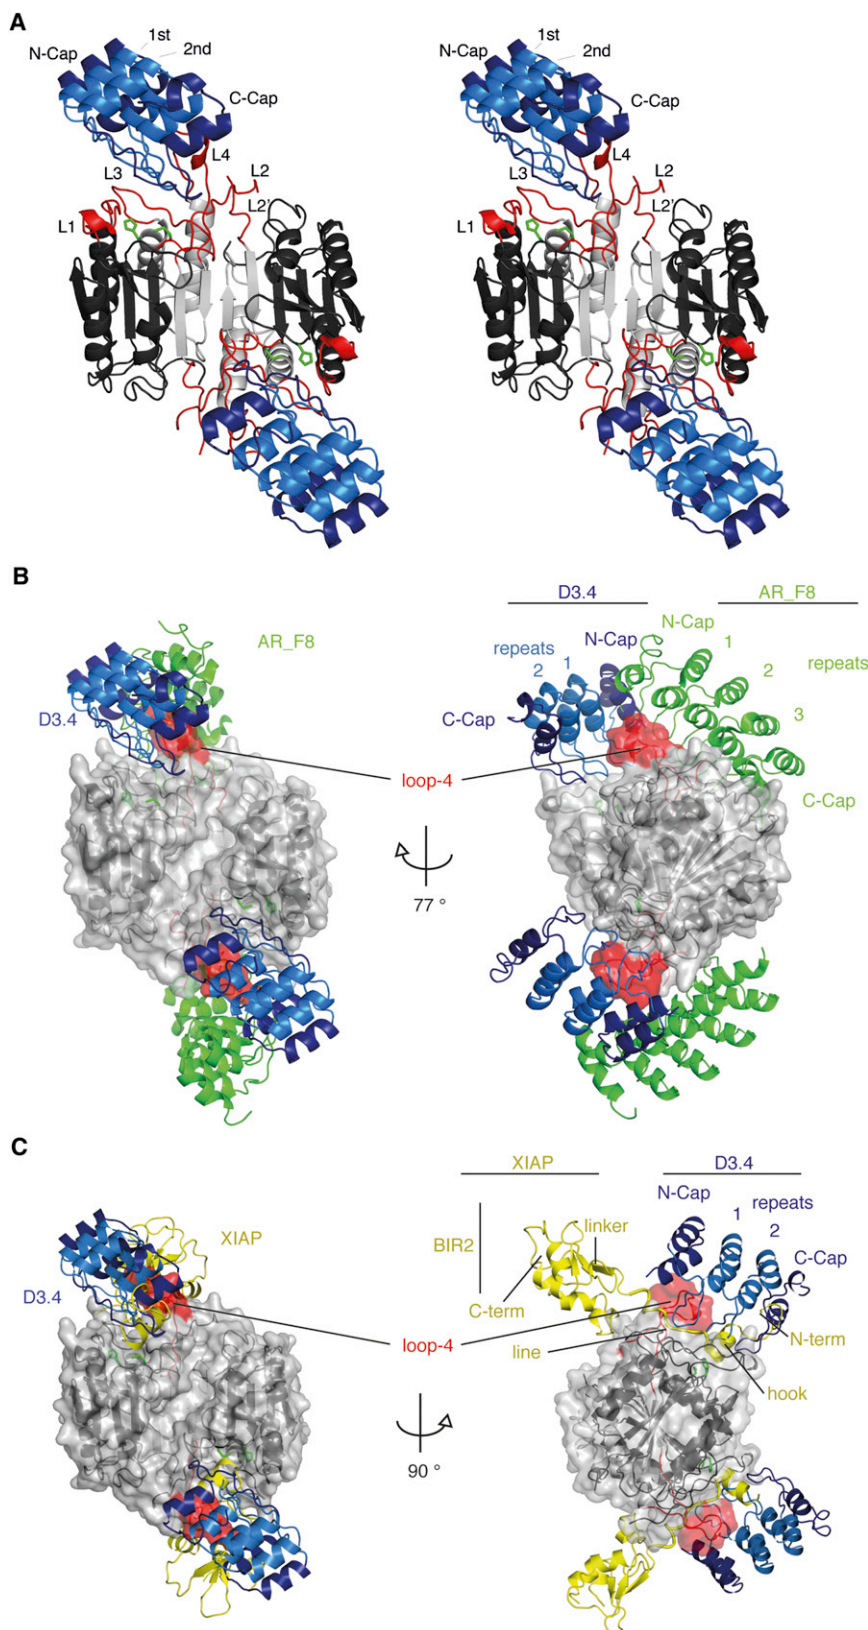 A
N-Cap
1st
2nd
C-Cap
L3
L4
L2
L2'
L1
N-Cap
1st
2nd
C-Cap
L3
L4
L2
L2'
L1
B
AR_F8
D3.4
D3.4
AR_F8
N-Cap
N-Cap
1
2
repeats
3
C-Cap
repeats
2 1
C-Cap
loop-4
77 °
C
XIAP
D3.4
XIAP
D3.4
N-Cap
1
repeats
2
C-Cap
BIR2
linker
C-term
N-term
line
hook
loop-4
90 °